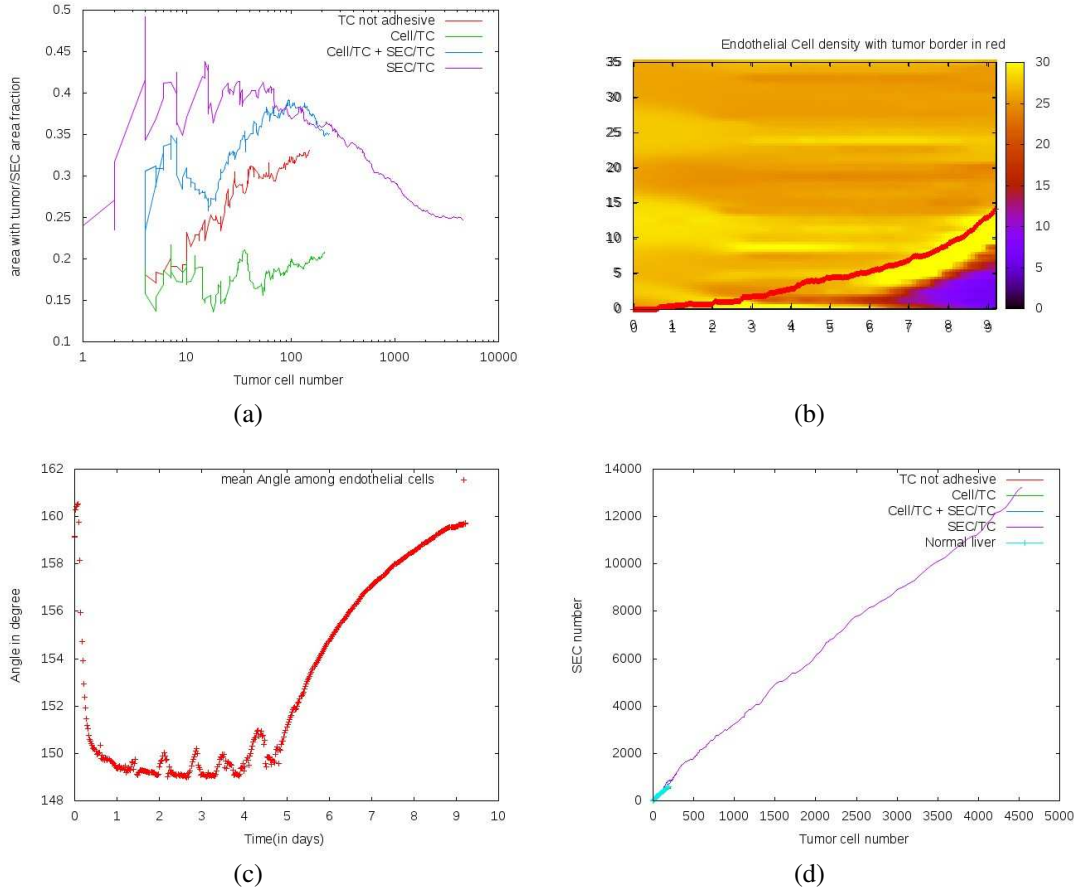 0.5
0.45
0.4
0.35
0.3
0.25
0.2
0.15
0.1
area with tumor/SEC area fraction
TC not adhesive
Cell/TC
Cell/TC + SEC/TC
SEC/TC
1 10 100 1000 10000
Tumor cell number
(a)
Endothelial Cell density with tumor border in red
35
30
25
20
15
10
5
0
0 1 2 3 4 5 6 7 8 9
30
25
20
15
10
5
0
(b)
162
160
158
156
154
152
150
148
Angle in degree
mean Angle among endothelial cells
0 1 2 3 4 5 6 7 8 9 10
Time(in days)
(c)
14000
12000
10000
8000
6000
4000
2000
0
SEC number
TC not adhesive
Cell/TC
Cell/TC + SEC/TC
SEC/TC
Normal liver
0 500 1000 1500 2000 2500 3000 3500 4000 4500 5000
Tumor cell number
(d)